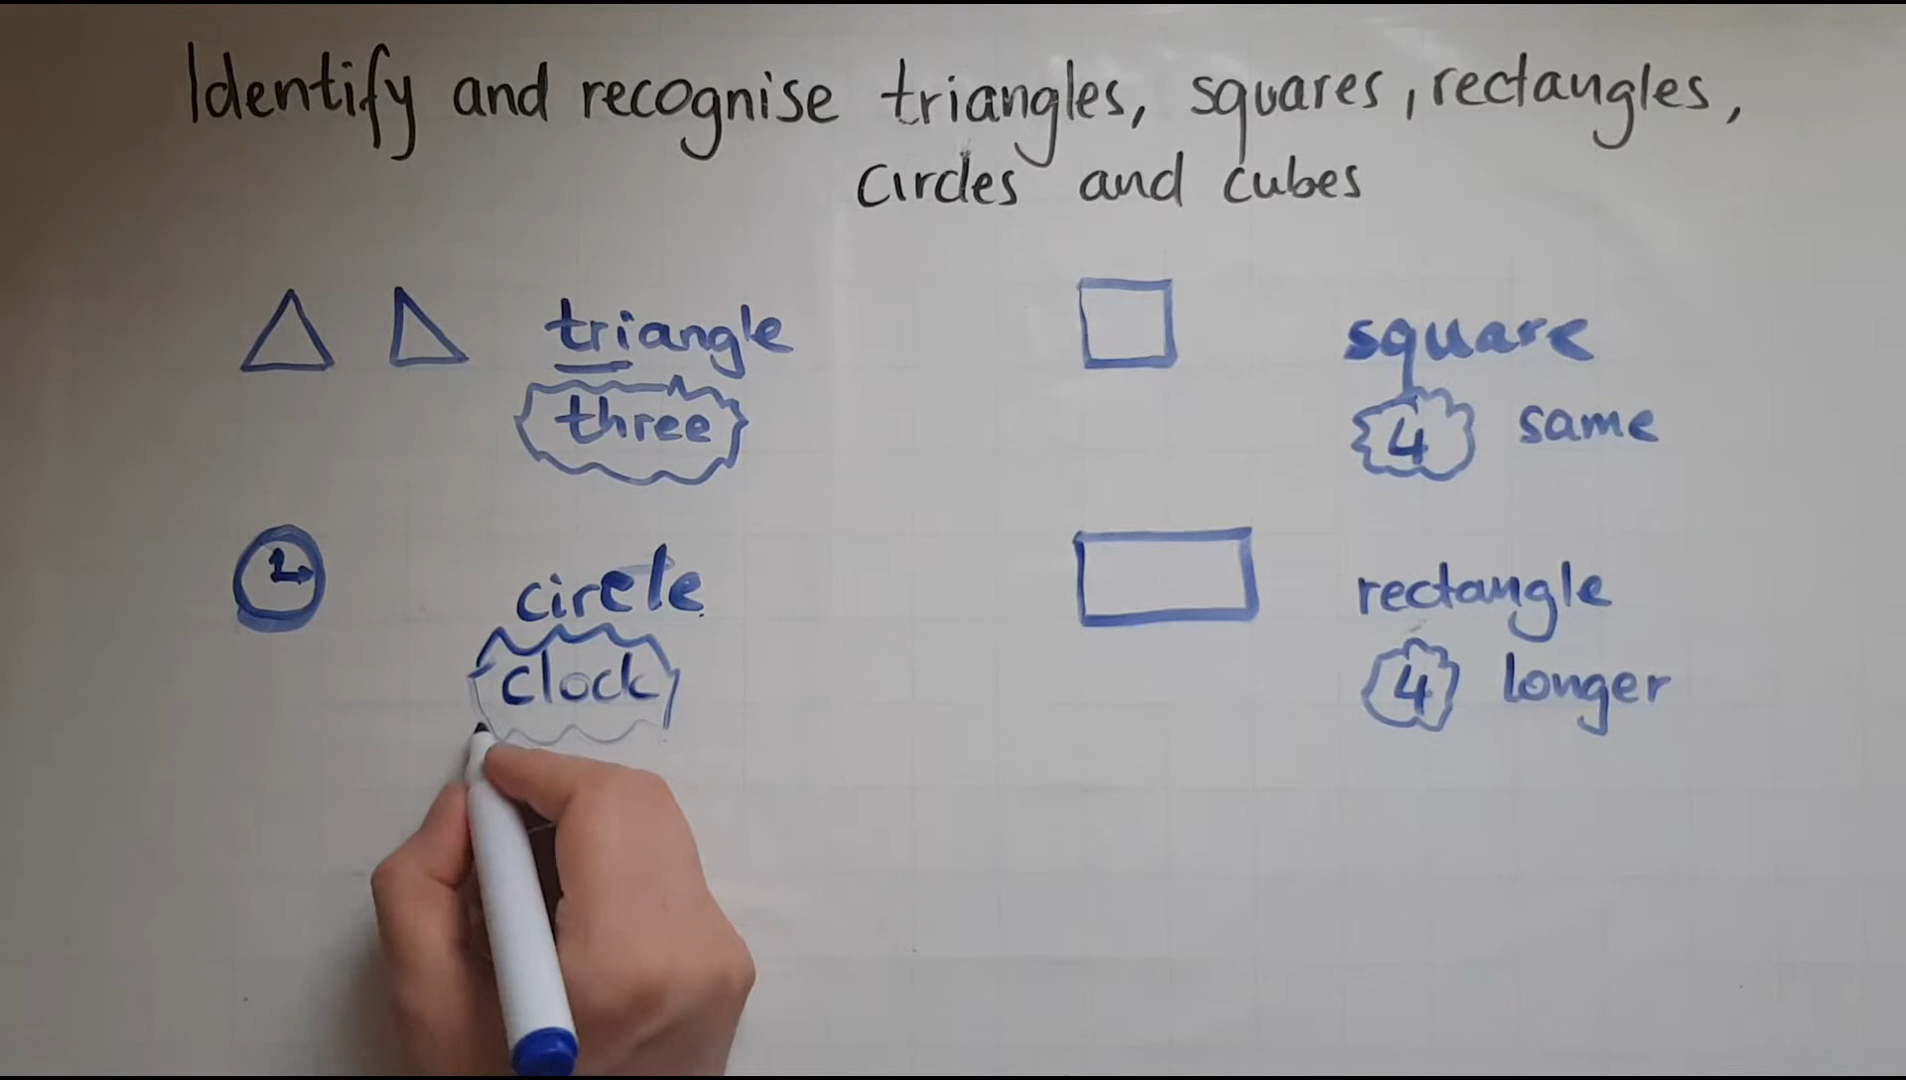 Identify and recognise triangles, squares, rectangles,
circles and cubes
triangle
three
square
4 same
circle
clock
rectangle
4 longer